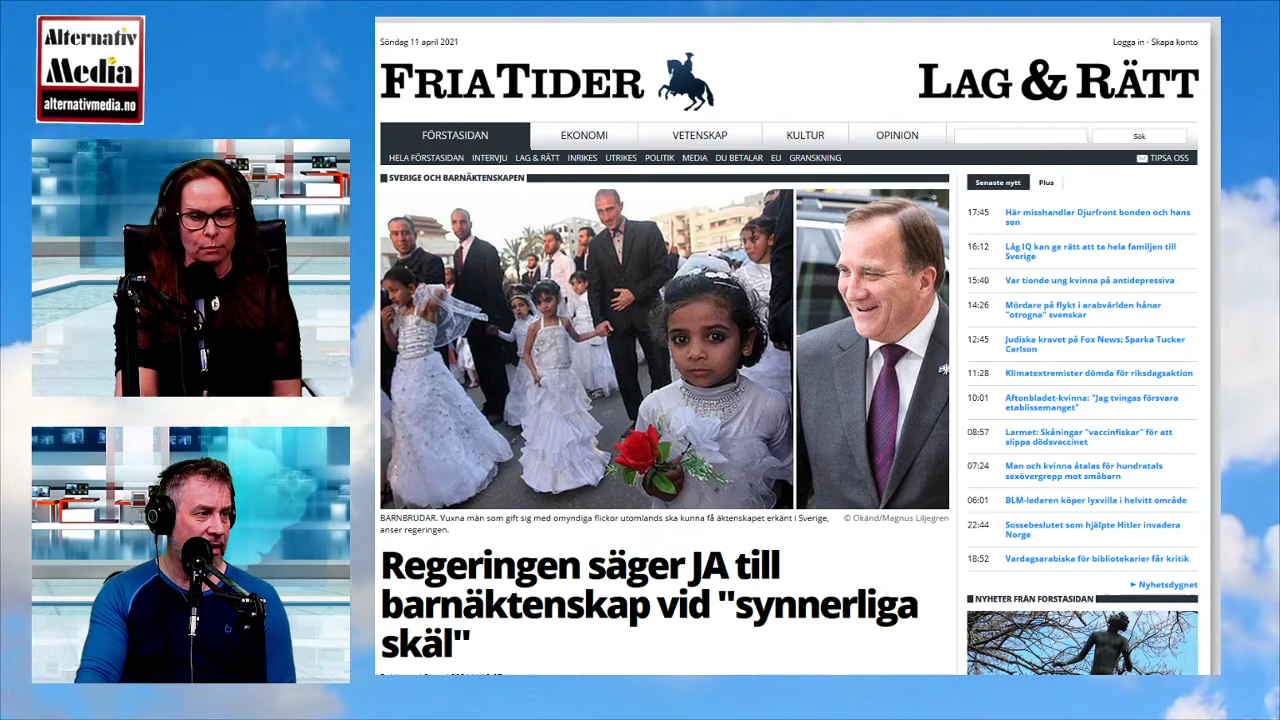 Alternativ
Media
alternativmedia.no
Söndag 11 april 2021
Logga in - Skapa konto
FRIA TIDER
LAG & RÄTT
FÖRSTASIDAN
EKONOMI
VETENSKAP
KULTUR
OPINION
Sök
HELA FÖRSTASIDAN INTERVJU LAG & RÄTT INRIKES UTRIKES POLITIK MEDIA DU BETALAR EU GRANSKNING
TIPSA OSS
SVERIGE OCH BARNÄKTENSKAPEN
BARNBRUDAR. Vuxna män som gift sig med omyndiga flickor utomlands ska kunna få äktenskapet erkänt i Sverige,
anser regeringen.
© Okänd/Magnus Liljegren
Regeringen säger JA till
barnäktenskap vid "synnerliga
skäl"
Senaste nytt
Plus
17:45 Här misshandlar Djurfront bonden och hans
son
16:12 Låg IQ kan ge rätt att ta hela familjen till
Sverige
15:40 Var tionde ung kvinna på antidepressiva
14:26 Mördare på flykt i arabvärlden hånar
"otrogna" svenskar
12:45 Judiska kravet på Fox News: Sparka Tucker
Carlson
11:28 Klimatextremister dömda för riksdagsaktion
10:01 Aftonbladet-kvinna: "Jag tvingas försvara
etablissemanget"
08:57 Larmet: Skåningar "vaccinfiskar" för att
slippa dödsvaccinet
07:24 Man och kvinna åtalas för hundratals
sexövergrepp mot småbarn
06:01 BLM-ledaren köper lyxvilla i helvitt område
22:44 Sossebeslutet som hjälpte Hitler invadera
Norge
18:52 Vardagsarabiska för bibliotekarier får kritik
Nyhetsdygnet
NYHETER FRÅN FÖRSTASIDAN